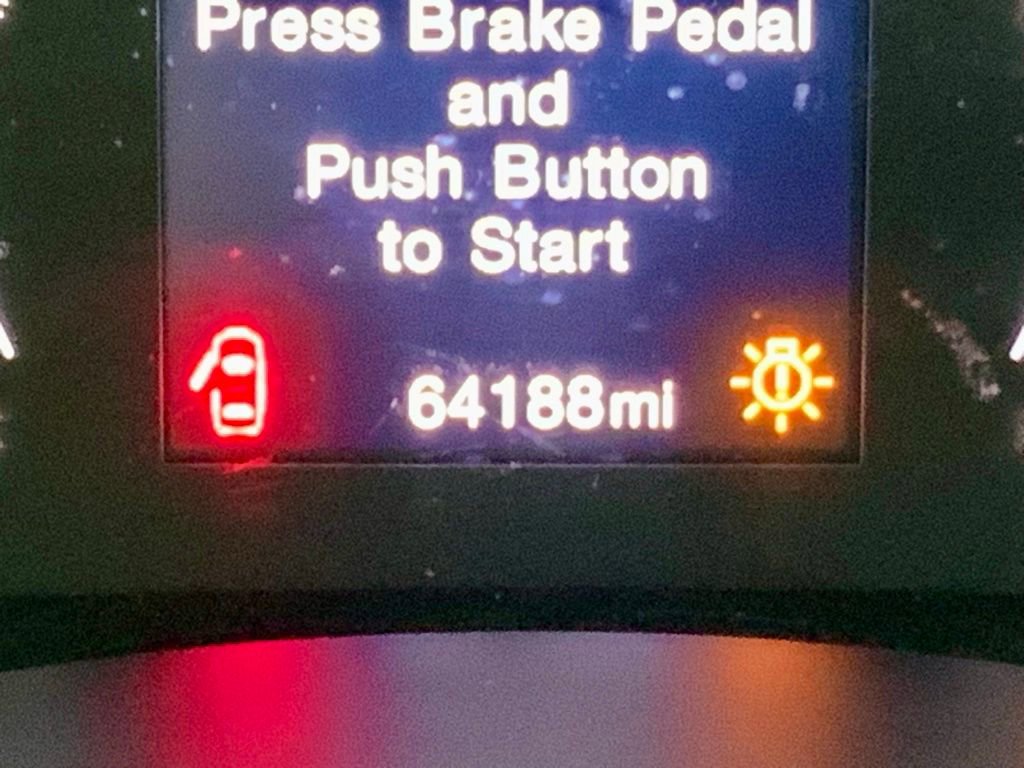 Press Brake Pedal
and
Push Button
to Start
64188mi